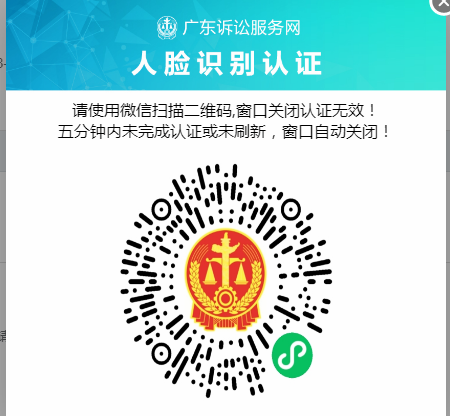 广东诉讼服务网
人脸识别认证
请使用微信扫描二维码,窗口关闭认证无效！
五分钟内未完成认证或未刷新，窗口自动关闭！